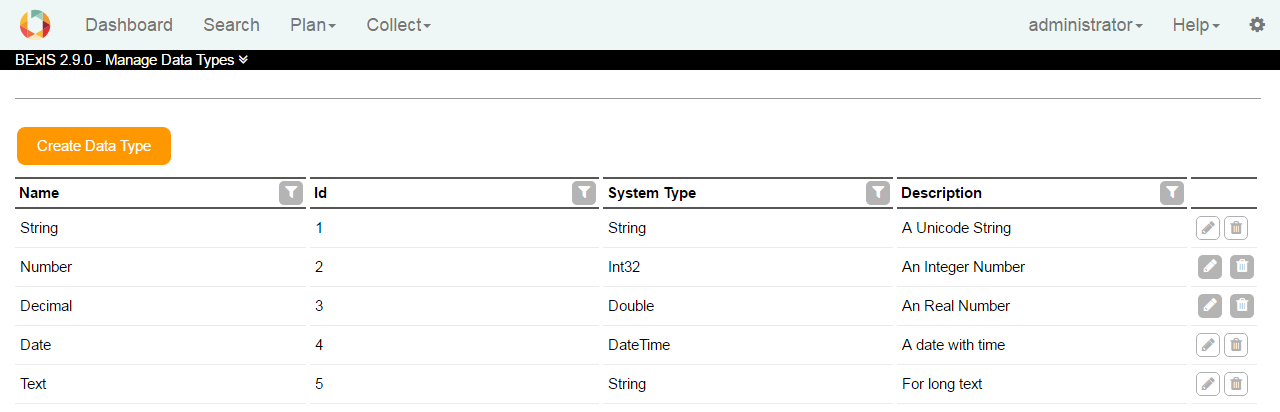 Dashboard Search Plan Collect administrator Help
BExIS 2.9.0 - Manage Data Types
Create Data Type
Name Id System Type Description
String 1 String A Unicode String
Number 2 Int32 An Integer Number
Decimal 3 Double An Real Number
Date 4 DateTime A date with time
Text 5 String For long text